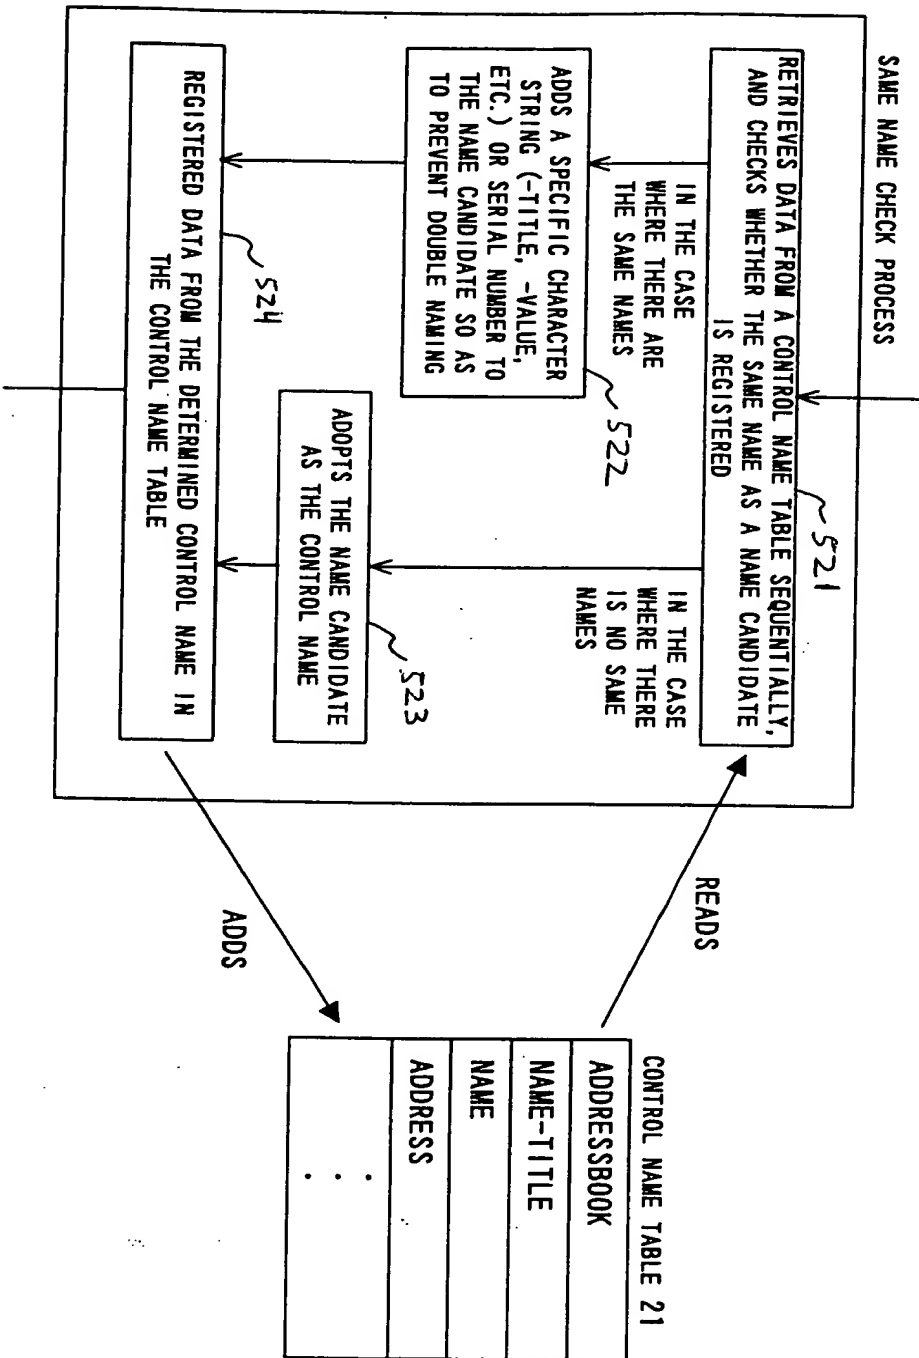 SAME NAME CHECK PROCESS
521
RETRIEVES DATA FROM A CONTROL NAME TABLE SEQUENTIALLY,
AND CHECKS WHETHER THE SAME NAME AS A NAME CANDIDATE
IS REGISTERED
IN THE CASE
WHERE THERE ARE
THE SAME NAMES
IN THE CASE
WHERE THERE
IS NO SAME
NAMES
522
ADDS A SPECIFIC CHARACTER
STRING (-TITLE, -VALUE,
ETC.) OR SERIAL NUMBER TO
THE NAME CANDIDATE SO AS
TO PREVENT DOUBLE NAMING
523
ADOPTS THE NAME CANDIDATE
AS THE CONTROL NAME
524
REGISTERED DATA FROM THE DETERMINED CONTROL NAME IN
THE CONTROL NAME TABLE
READS
ADDS
CONTROL NAME TABLE 21
ADDRESSBOOK
NAME-TITLE
NAME
ADDRESS
. . .